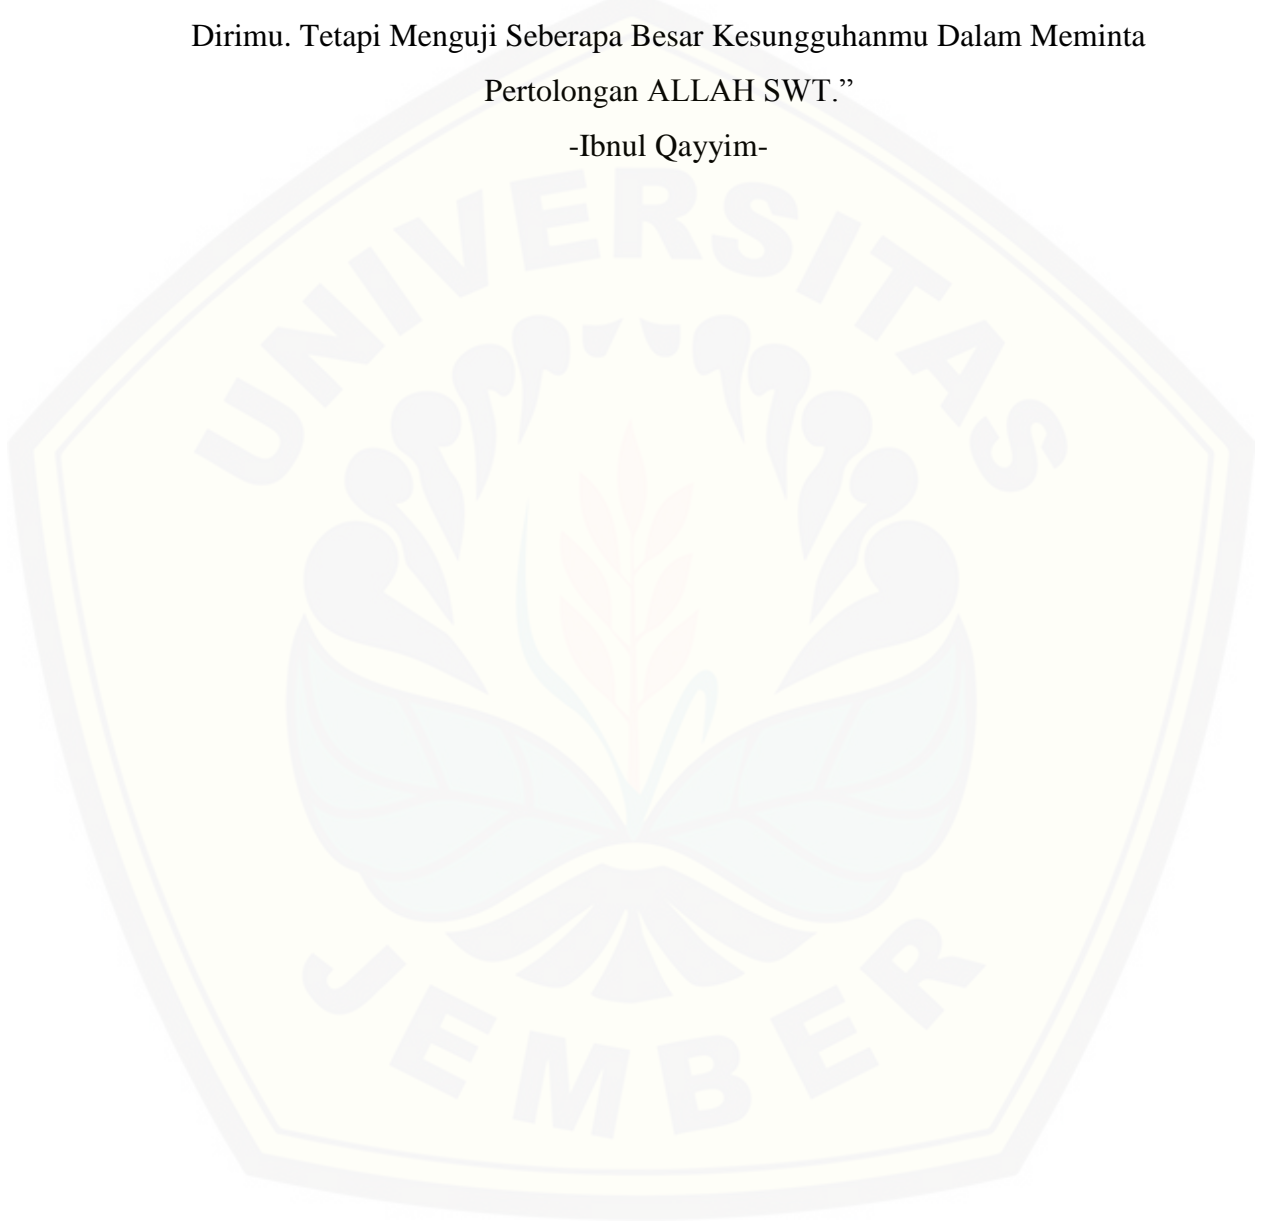 Dirimu. Tetapi Menguji Seberapa Besar Kesungguhanmu Dalam Meminta
Pertolongan ALLAH SWT.”
-Ibnul Qayyim-
UNIVERSITAS
JEMBER